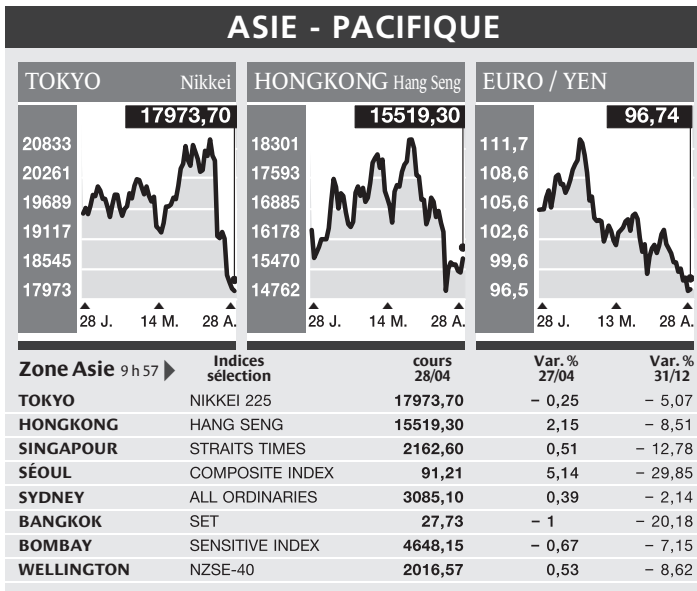 ASIE - PACIFIQUE
TOKYO Nikkei
17973,70
20833
20261
19689
19117
18545
17973
28 J. 14 M. 28 A.
HONGKONG Hang Seng
15519,30
18301
17593
16885
16178
15470
14762
28 J. 14 M. 28 A.
EURO / YEN
96,74
111,7
108,6
105,6
102,6
99,6
96,5
28 J. 13 M. 28 A.
Zone Asie 9 h 57 Indices sélection cours 28/04 Var. % 27/04 Var. % 31/12
TOKYO NIKKEI 225 17973,70 – 0,25 – 5,07
HONGKONG HANG SENG 15519,30 2,15 – 8,51
SINGAPOUR STRAITS TIMES 2162,60 0,51 – 12,78
SÉOUL COMPOSITE INDEX 91,21 5,14 – 29,85
SYDNEY ALL ORDINARIES 3085,10 0,39 – 2,14
BANGKOK SET 27,73 – 1 – 20,18
BOMBAY SENSITIVE INDEX 4648,15 – 0,67 – 7,15
WELLINGTON NZSE-40 2016,57 0,53 – 8,62